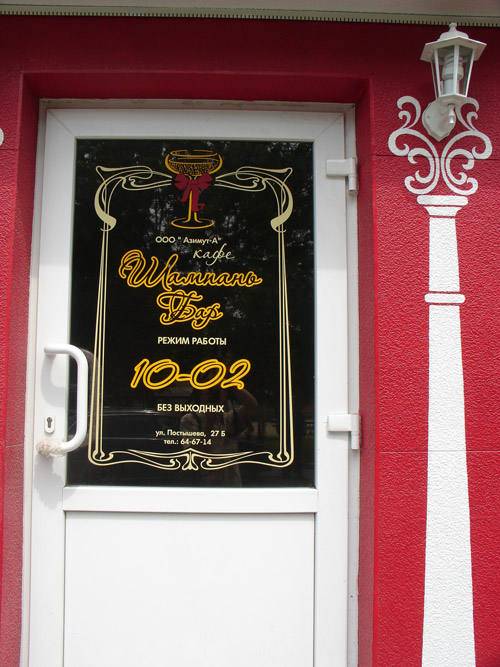 ООО " Азимут-А"
кафе
Шампань
Бар
РЕЖИМ РАБОТЫ
10-02
БЕЗ ВЫХОДНЫХ
ул. Постышева, 27 Б
тел.: 64-67-14